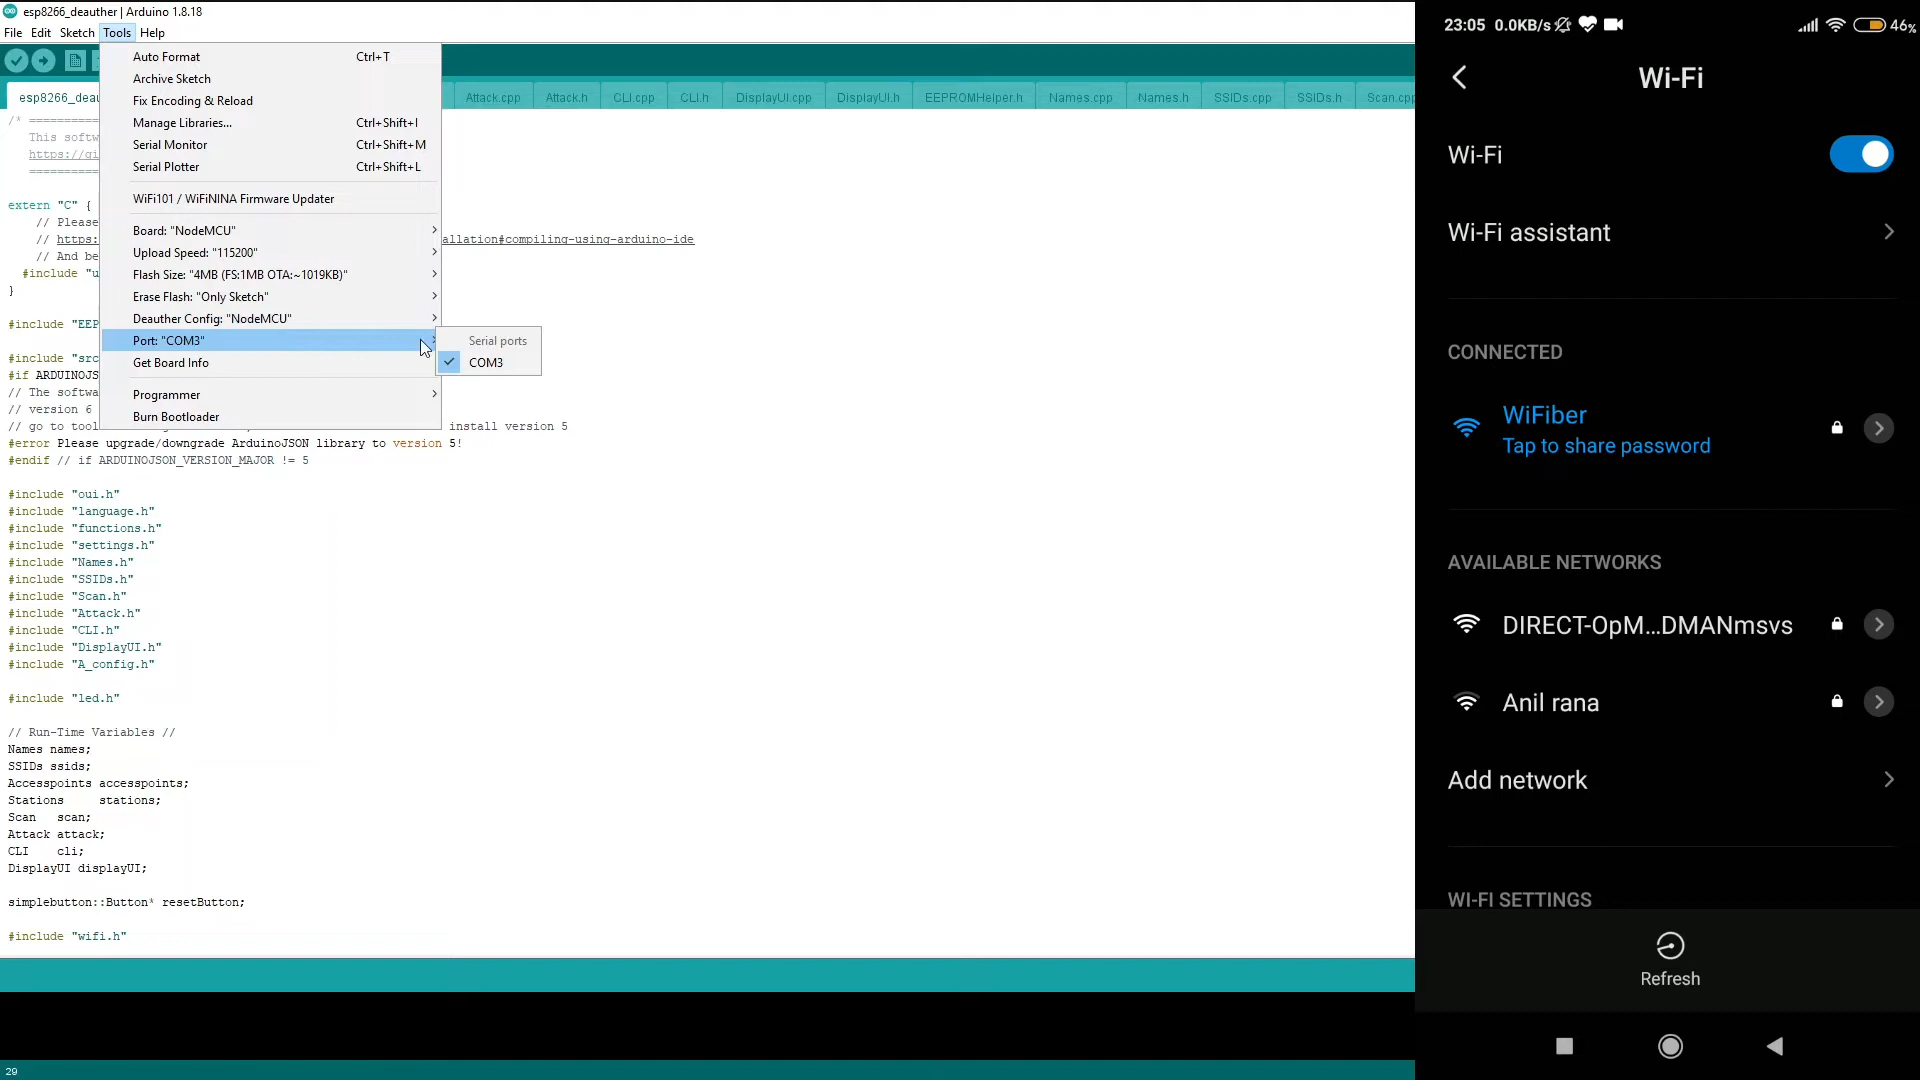 esp8266_deauther | Arduino 1.8.18
File Edit Sketch Tools Help
Auto Format Ctrl+T
Archive Sketch
Fix Encoding & Reload
Manage Libraries... Ctrl+Shift+I
Serial Monitor Ctrl+Shift+M
Serial Plotter Ctrl+Shift+L
WiFi101 / WiFiNINA Firmware Updater
Board: "NodeMCU"
Upload Speed: "115200"
Flash Size: "4MB (FS:1MB OTA:~1019KB)"
Erase Flash: "Only Sketch"
Deauther Config: "NodeMCU"
Port: "COM3"
Get Board Info
Programmer
Burn Bootloader
Serial ports
COM3
esp8266_deau Attack.cpp Attack.h CLI.cpp CLI.h DisplayUI.cpp DisplayUI.h EEPROMHelper.h Names.cpp Names.h SSIDs.cpp SSIDs.h Scan.cpp
/* ==========
This softw
https://gi
==========
extern "C" {
// Please
// https: allation#compiling-using-arduino-ide
// And be
#include "u
}
#include "EEP
#include "src
#if ARDUINOJS
// The softwa
// version 6
// go to tool install version 5
#error Please upgrade/downgrade ArduinoJSON library to version 5!
#endif // if ARDUINOJSON_VERSION_MAJOR != 5
#include "oui.h"
#include "language.h"
#include "functions.h"
#include "settings.h"
#include "Names.h"
#include "SSIDs.h"
#include "Scan.h"
#include "Attack.h"
#include "CLI.h"
#include "DisplayUI.h"
#include "A_config.h"
#include "led.h"
// Run-Time Variables //
Names names;
SSIDs ssids;
Accesspoints accesspoints;
Stations stations;
Scan scan;
Attack attack;
CLI cli;
DisplayUI displayUI;
simplebutton::Button* resetButton;
#include "wifi.h"
29
23:05 0.0KB/s 46%
Wi-Fi
Wi-Fi
Wi-Fi assistant
CONNECTED
WiFiber
Tap to share password
AVAILABLE NETWORKS
DIRECT-OpM...DMANmsvs
Anil rana
Add network
WI-FI SETTINGS
Refresh